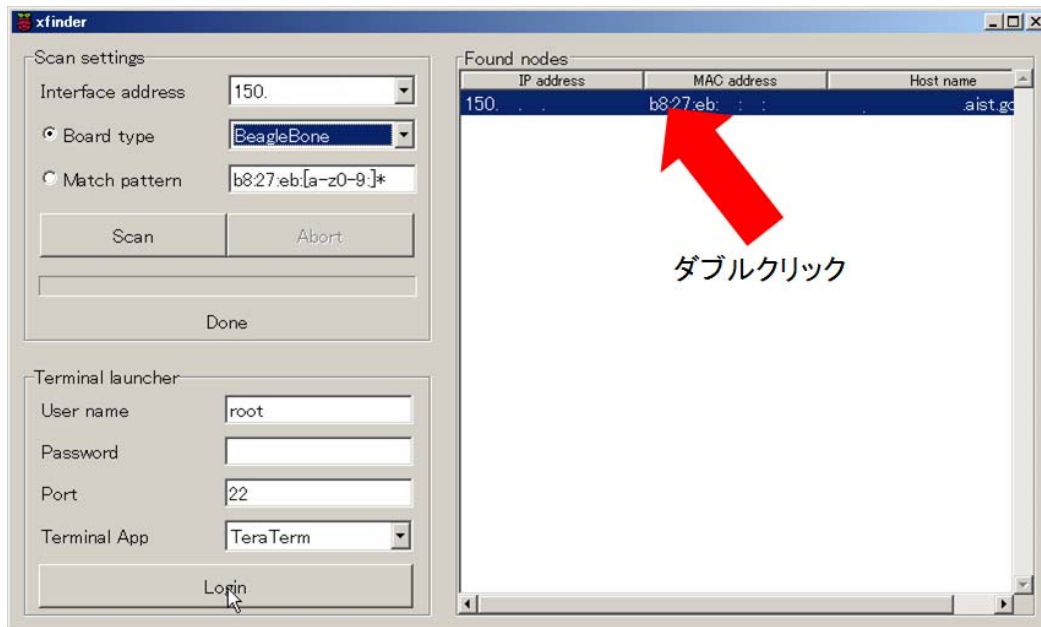 xfinder
Scan settings
Interface address 150.
Board type BeagleBone
Match pattern b8:27:eb:[a-z0-9:]*
Scan Abort
Done
Terminal launcher
User name root
Password
Port 22
Terminal App TeraTerm
Login
Found nodes
IP address MAC address Host name
150. . . b8:27:eb: : : . .aist.go
ダブルクリック